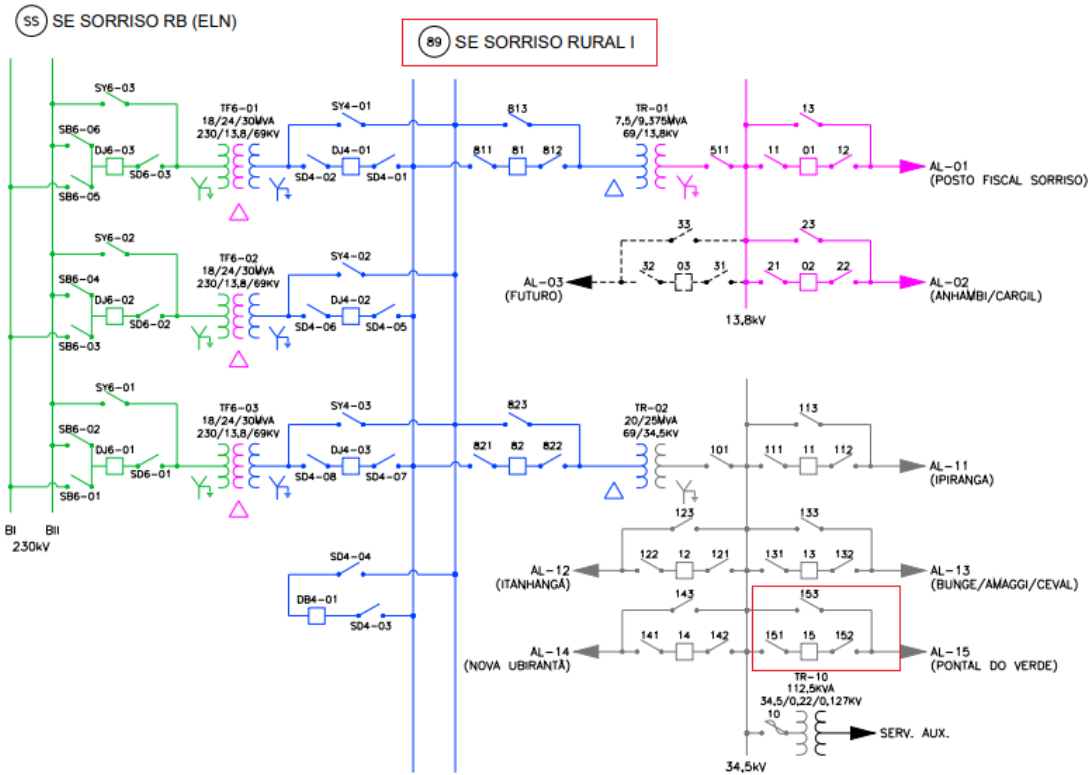 SS SE SORRISO RB (ELN)
89 SE SORRISO RURAL I
SY6-03
SB6-06
DJ6-03
SD6-03
SB6-05
TF6-01
18/24/30MVA
230/13,8/69KV
SY4-01
DJ4-01
SD4-02
SD4-01
813
811
81
812
TR-01
7,5/9,375MVA
69/13,8KV
511
13
11
01
12
AL-01
(POSTO FISCAL SORRISO)
SY6-02
SB6-04
DJ6-02
SD6-02
SB6-03
TF6-02
18/24/30MVA
230/13,8/69KV
SY4-02
DJ4-02
SD4-06
SD4-05
33
32
03
31
AL-03
(FUTURO)
23
21
02
22
AL-02
(ANHAMBI/CARGIL)
13,8kV
SY6-01
SB6-02
DJ6-01
SD6-01
SB6-01
TF6-03
18/24/30MVA
230/13,8/69KV
SY4-03
DJ4-03
SD4-08
SD4-07
823
821
82
822
TR-02
20/25MVA
69/34,5KV
101
113
111
11
112
AL-11
(IPIRANGA)
BI
BII
230kV
SD4-04
DB4-01
SD4-03
123
122
12
121
AL-12
(ITANHANGÁ)
133
131
13
132
AL-13
(BUNGE/AMAGGI/CEVAL)
143
141
14
142
AL-14
(NOVA UBIRANTÃ)
153
151
15
152
AL-15
(PONTAL DO VERDE)
TR-10
112,5KVA
34,5/0,22/0,127KV
10
SERV. AUX.
34,5kV